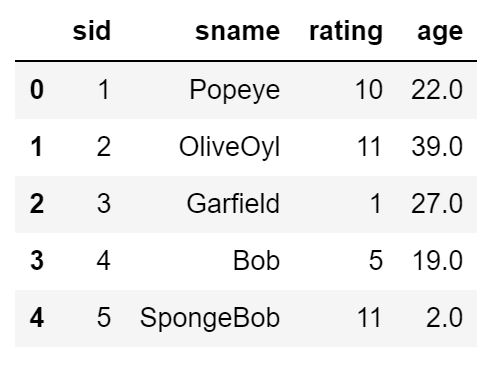 sid sname rating age
0 1 Popeye 10 22.0
1 2 OliveOyl 11 39.0
2 3 Garfield 1 27.0
3 4 Bob 5 19.0
4 5 SpongeBob 11 2.0